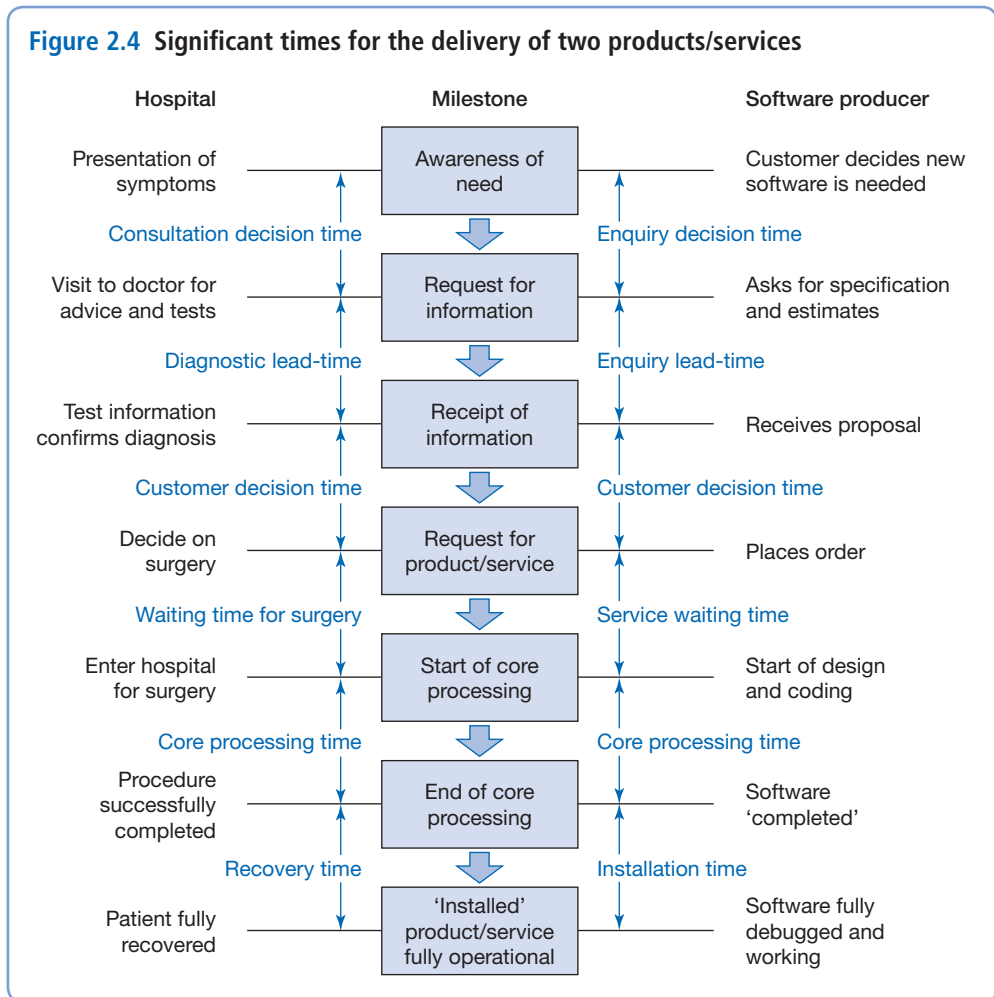 Figure 2.4 Significant times for the delivery of two products/services
Hospital
Milestone
Software producer
Presentation of
symptoms
Awareness of
need
Customer decides new
software is needed
Consultation decision time
Enquiry decision time
Visit to doctor for
advice and tests
Request for
information
Asks for specification
and estimates
Diagnostic lead-time
Enquiry lead-time
Test information
confirms diagnosis
Receipt of
information
Receives proposal
Customer decision time
Customer decision time
Decide on
surgery
Request for
product/service
Places order
Waiting time for surgery
Service waiting time
Enter hospital
for surgery
Start of core
processing
Start of design
and coding
Core processing time
Core processing time
Procedure
successfully
completed
End of core
processing
Software
‘completed’
Recovery time
Installation time
Patient fully
recovered
‘Installed’
product/service
fully operational
Software fully
debugged and
working